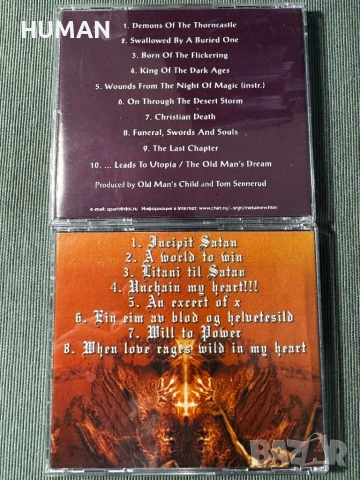 HUMAN
1. Demons Of The Thorncastle
2. Swallowed By A Buried One
3. Born Of The Flickering
4. King Of The Dark Ages
5. Wounds From The Night Of Magic (instr.)
6. On Through The Desert Storm
7. Christian Death
8. Funeral, Swords And Souls
9. The Last Chapter
10. ... Leads To Utopia / The Old Man's Dream
Produced by Old Man's Child and Tom Sennerud
Информация в Internet:
1. Incipit Satan
2. A world to win
3. Litani til Satan
4. Unchain my heart!!!
5. An excert of x
6. Ein eim av blod og helvetesild
7. Will to Power
8. When love rages wild in my heart
BAZAR